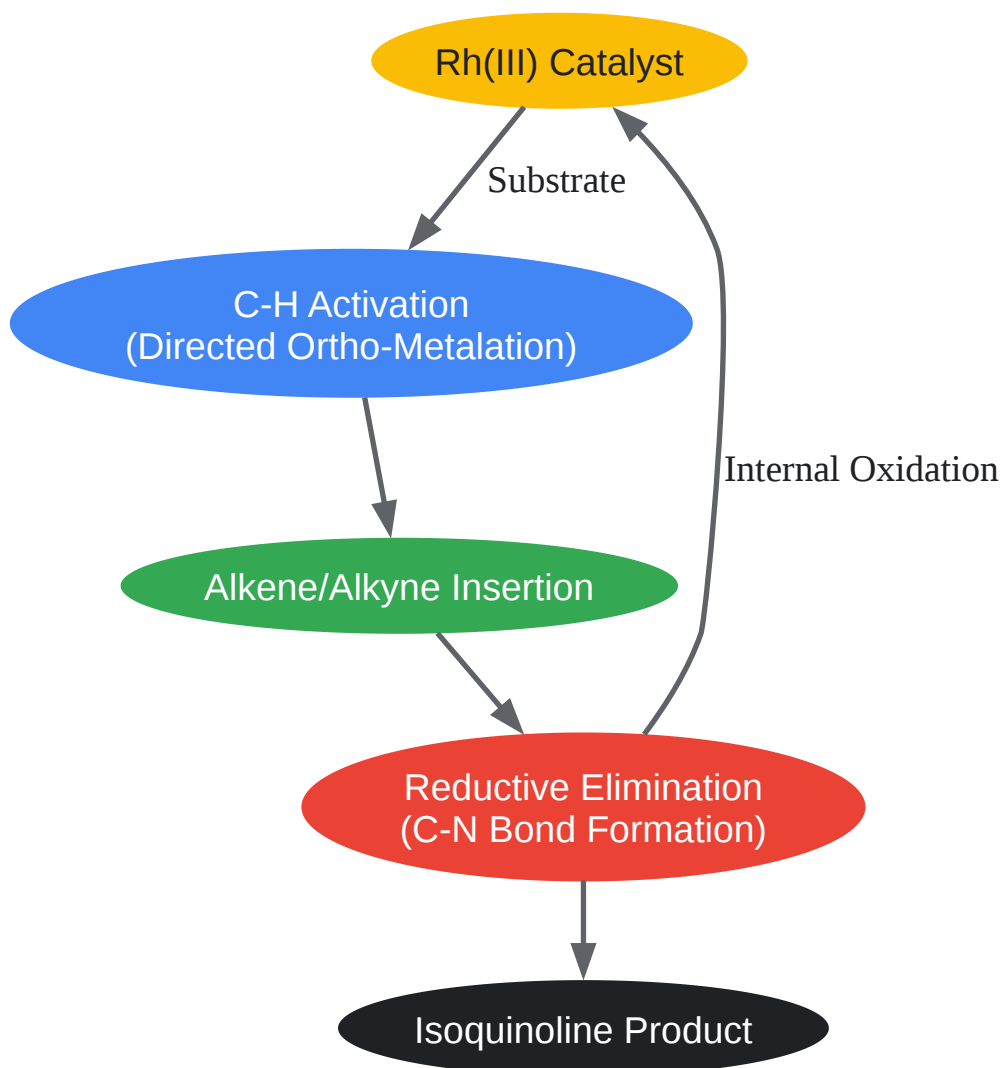 Rh(III) Catalyst
Substrate
C-H Activation
(Directed Ortho-Metalation)
Internal Oxidation
Alkene/Alkyne Insertion
Reductive Elimination
(C-N Bond Formation)
Isoquinoline Product